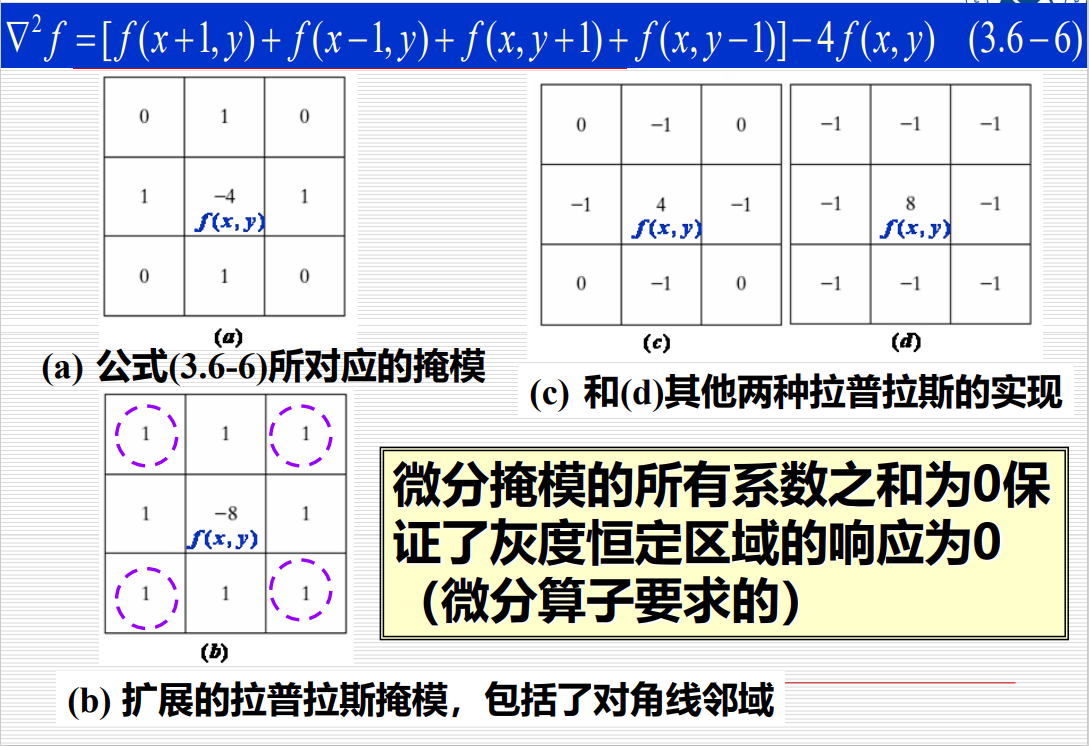 ∇²f=[f(x+1,y)+f(x−1,y)+f(x,y+1)+f(x,y−1)]−4f(x,y) (3.6−6)
0 1 0
1 −4 1
f(x,y)
0 1 0
(a)
(a) 公式(3.6-6)所对应的掩模
0 −1 0
−1 4 −1
f(x,y)
0 −1 0
(c)
−1 −1 −1
−1 8 −1
f(x,y)
−1 −1 −1
(d)
(c) 和(d)其他两种拉普拉斯的实现
1 1 1
1 −8 1
f(x,y)
1 1 1
(b)
(b) 扩展的拉普拉斯掩模，包括了对角线邻域
微分掩模的所有系数之和为0保
证了灰度恒定区域的响应为0
（微分算子要求的）